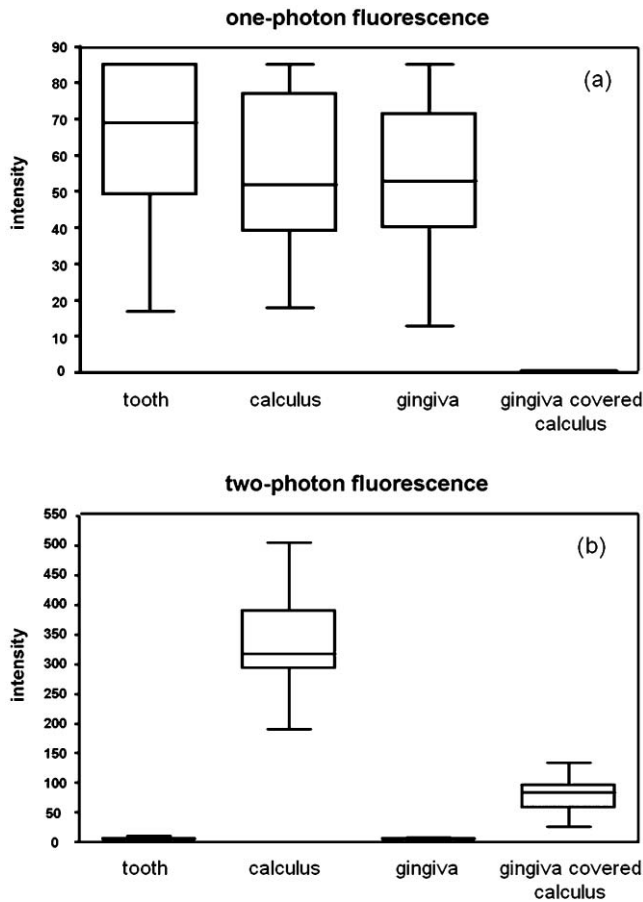 one-photon fluorescence
90
80
70
60
50
40
30
20
10
0
intensity
(a)
tooth calculus gingiva gingiva covered calculus
two-photon fluorescence
550
500
450
400
350
300
250
200
150
100
50
0
intensity
(b)
tooth calculus gingiva gingiva covered calculus